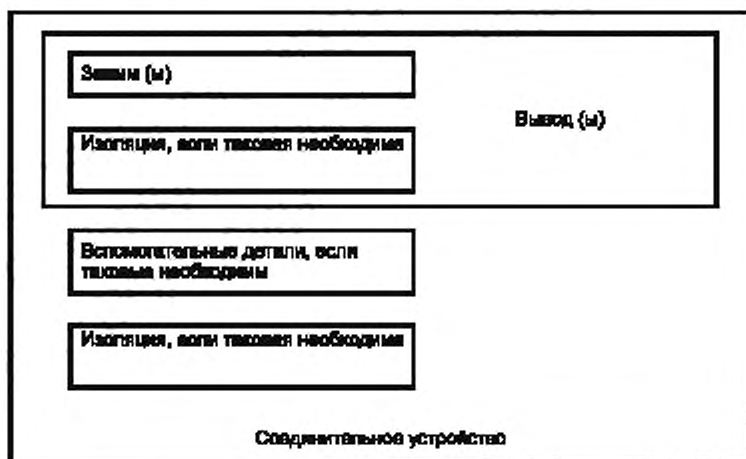 Зажим (ы)
Вывод (ы)
Изоляция, если таковая необходима
Вспомогательные детали, если
таковые необходимы
Изоляция, если таковая необходима
Соединительное устройство